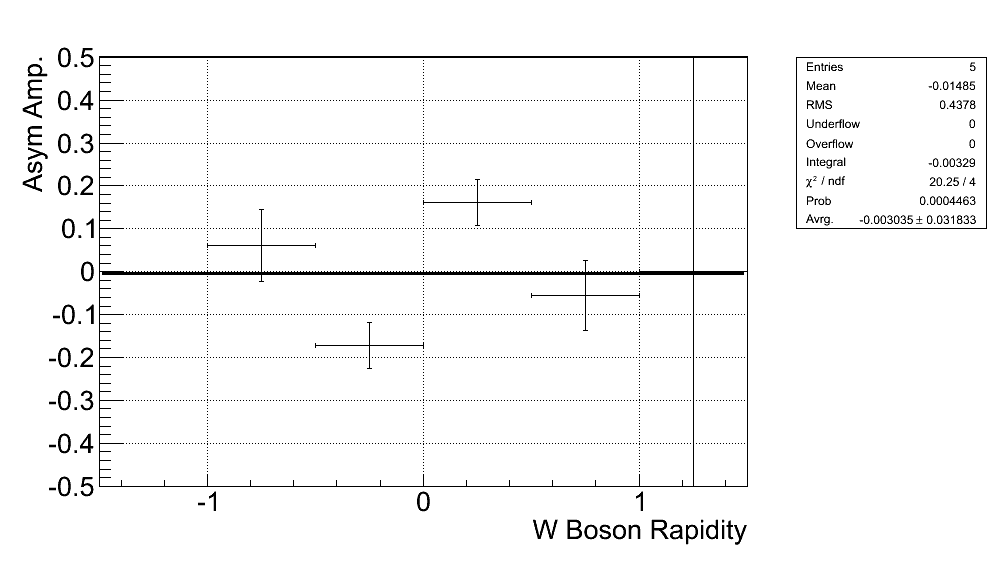 Asym Amp.
0.5
0.4
0.3
0.2
0.1
0
-0.1
-0.2
-0.3
-0.4
-0.5
-1 0 1
W Boson Rapidity
Entries 5
Mean -0.01485
RMS 0.4378
Underflow 0
Overflow 0
Integral -0.00329
χ² / ndf 20.25 / 4
Prob 0.0004463
Avrg. -0.003035 ± 0.031833